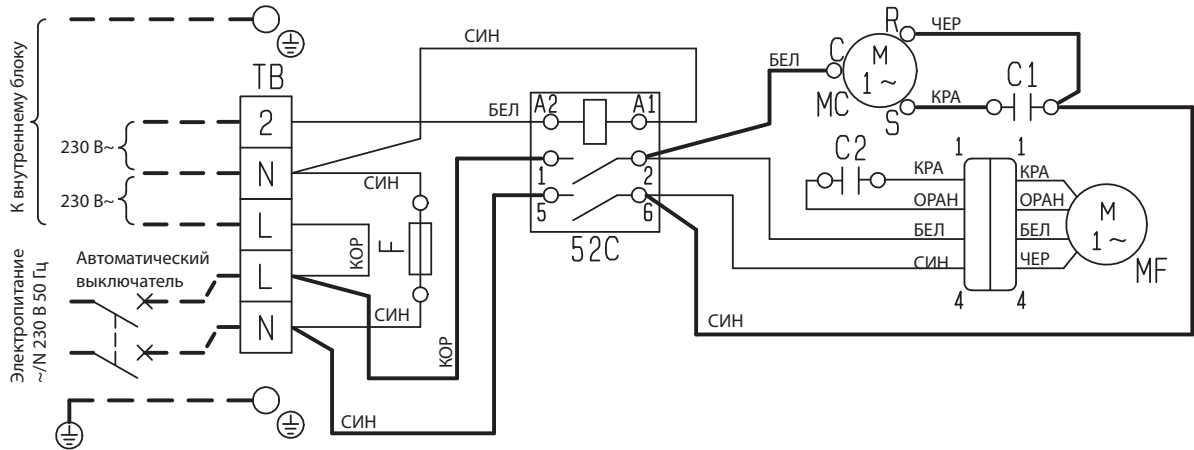 К внутреннему блоку
230 В~
230 В~
Электропитание
~/N 230 В 50 Гц
Автоматический
выключатель
TB
2
N
L
L
N
СИН
БЕЛ
СИН
КОР
F
СИН
КОР
СИН
A2
A1
1
2
5
6
52C
БЕЛ
C
R
S
M
1~
MC
ЧЕР
КРА
C1
C2
КРА
ОРАН
БЕЛ
СИН
1
1
4
4
КРА
ОРАН
БЕЛ
ЧЕР
M
1~
MF
СИН